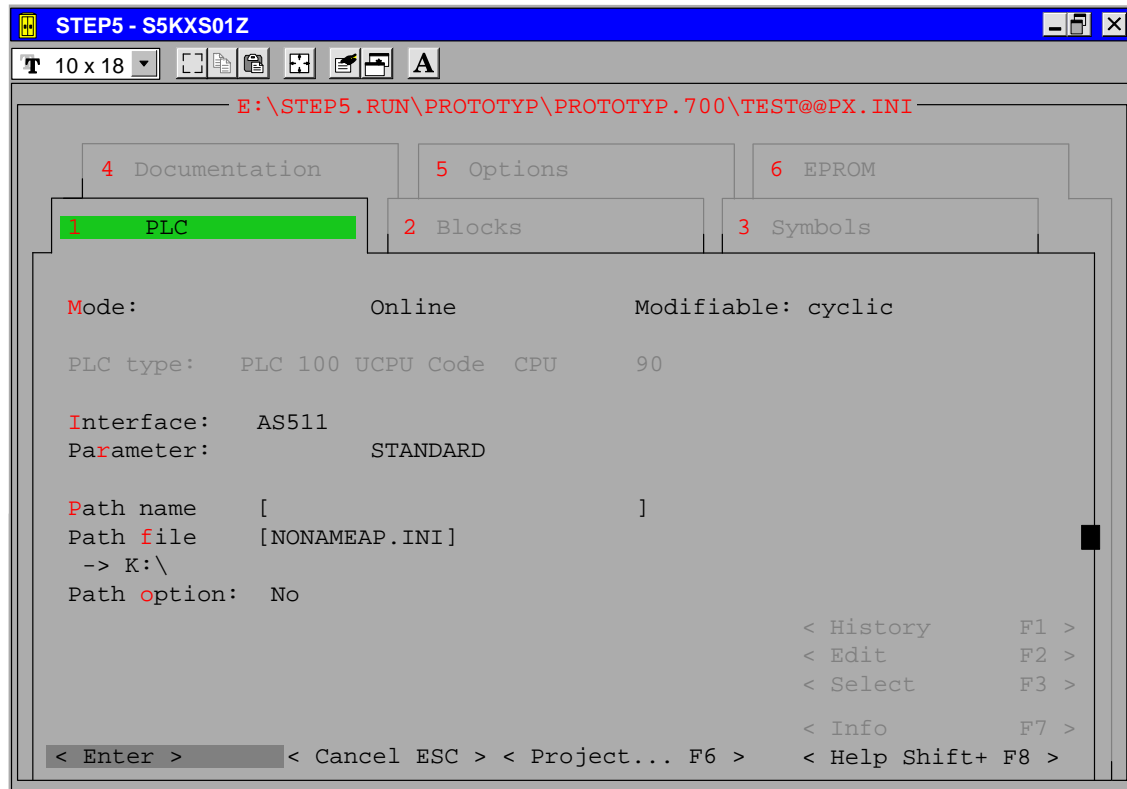 STEP5 - S5KXS01Z
T 10 x 18 A
E:\STEP5.RUN\PROTOTYP\PROTOTYP.700\TEST@@PX.INI
4 Documentation 5 Options 6 EPROM
1 PLC 2 Blocks 3 Symbols
Mode: Online Modifiable: cyclic
PLC type: PLC 100 UCPU Code CPU 90
Interface: AS511
Parameter: STANDARD
Path name [ ]
Path file [NONAMEAP.INI]
-> K:\
Path option: No
< History F1 >
< Edit F2 >
< Select F3 >
< Info F7 >
< Enter > < Cancel ESC > < Project... F6 > < Help Shift+ F8 >